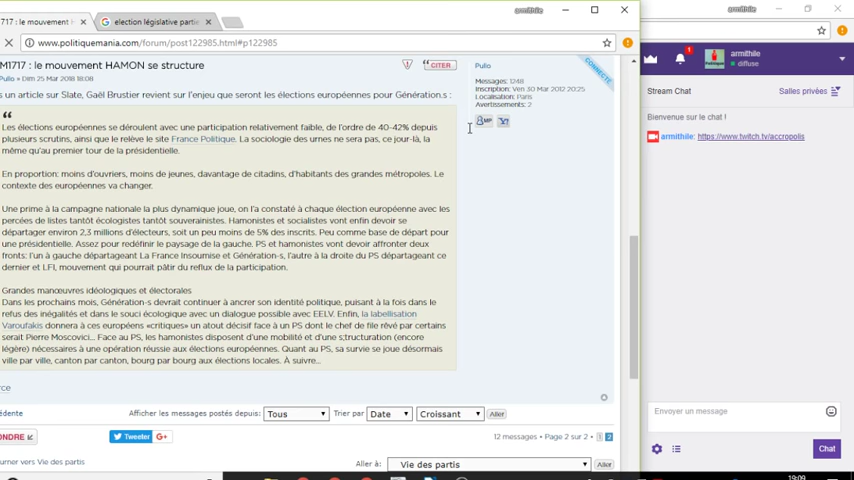 armithile
armithile
717 : le mouvement H
election législative partie
www.politiquemania.com/forum/post122985.html#p122985
armithile
diffuse
1
M1717 : le mouvement HAMON se structure
CITER
Pullo
CONNECTÉ
Pullo » Dim 25 Mar 2018 18:08
Messages: 1248
Inscription: Ven 30 Mar 2012 20:25
Localisation: Paris
Avertissements: 2
MP
s un article sur Slate, Gaël Brustier revient sur l'enjeu que seront les élections européennes pour Génération.s :
Les élections européennes se déroulent avec une participation relativement faible, de l'ordre de 40-42% depuis
plusieurs scrutins, ainsi que le relève le site France Politique. La sociologie des urnes ne sera pas, ce jour-là, la
même qu'au premier tour de la présidentielle.
En proportion: moins d'ouvriers, moins de jeunes, davantage de citadins, d'habitants des grandes métropoles. Le
contexte des européennes va changer.
Une prime à la campagne nationale la plus dynamique joue, on l'a constaté à chaque élection européenne avec les
percées de listes tantôt écologistes tantôt souverainistes. Hamonistes et socialistes vont enfin devoir se
départager environ 2,3 millions d'électeurs, soit un peu moins de 5% des inscrits. Peu comme base de départ pour
une présidentielle. Assez pour redéfinir le paysage de la gauche. PS et hamonistes vont devoir affronter deux
fronts: l'un à gauche départageant La France Insoumise et Génération-s, l'autre à la droite du PS départageant ce
dernier et LFI, mouvement qui pourrait pâtir du reflux de la participation.
Grandes manœuvres idéologiques et électorales
Dans les prochains mois, Génération-s devrait continuer à ancrer son identité politique, puisant à la fois dans le
refus des inégalités et dans le souci écologique avec un dialogue possible avec EELV. Enfin, la labellisation
Varoufakis donnera à ces européens «critiques» un atout décisif face à un PS dont le chef de file rêvé par certains
serait Pierre Moscovici... Face au PS, les hamonistes disposent d'une mobilité et d'une s;tructuration (encore
légère) nécessaires à une opération réussie aux élections européennes. Quant au PS, sa survie se joue désormais
ville par ville, canton par canton, bourg par bourg aux élections locales. À suivre...
rce
édente
Afficher les messages postés depuis: Tous Trier par Date Croissant Aller
ONDRE
Tweeter G+
12 messages • Page 2 sur 2 • 1 2
urner vers Vie des partis
Aller à: Vie des partis Aller
Stream Chat
Salles privées
Bienvenue sur le chat !
armithile: https://www.twitch.tv/accropolis
Envoyer un message
Chat
19:09